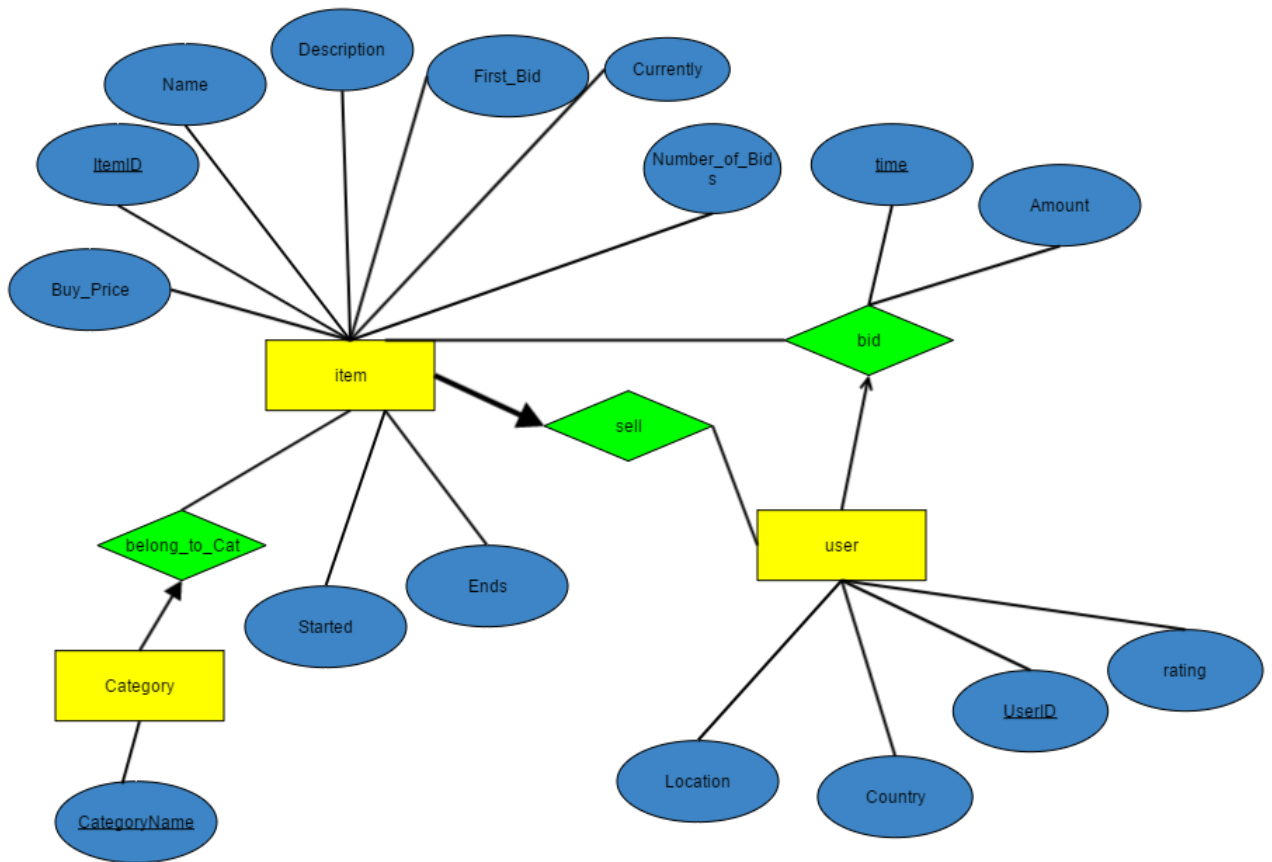 Description
First_Bid
Currently
Name
ItemID
Number_of_Bid
s
time
Amount
Buy_Price
bid
item
sell
belong_to_Cat
user
Ends
Started
Category
rating
UserID
Location
Country
CategoryName